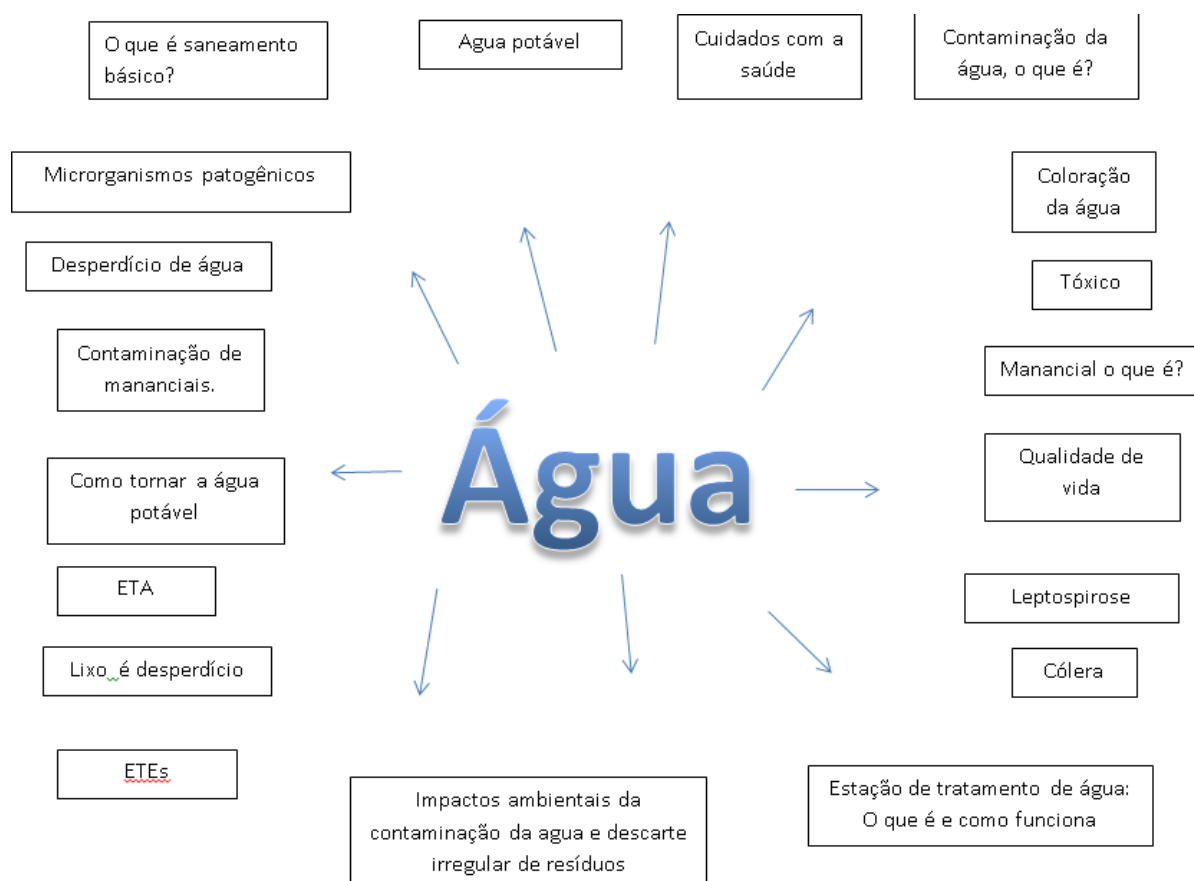 O que é saneamento
básico?
Agua potável
Cuidados com a
saúde
Contaminação da
água, o que é?
Microrganismos patogênicos
Coloração
da água
Desperdício de água
Tóxico
Contaminação de
mananciais.
Manancial o que é?
Água
Como tornar a água
potável
Qualidade de
vida
ETA
Leptospirose
Lixo é desperdício
Cólera
ETEs
Impactos ambientais da
contaminação da agua e descarte
irregular de resíduos
Estação de tratamento de água:
O que é e como funciona